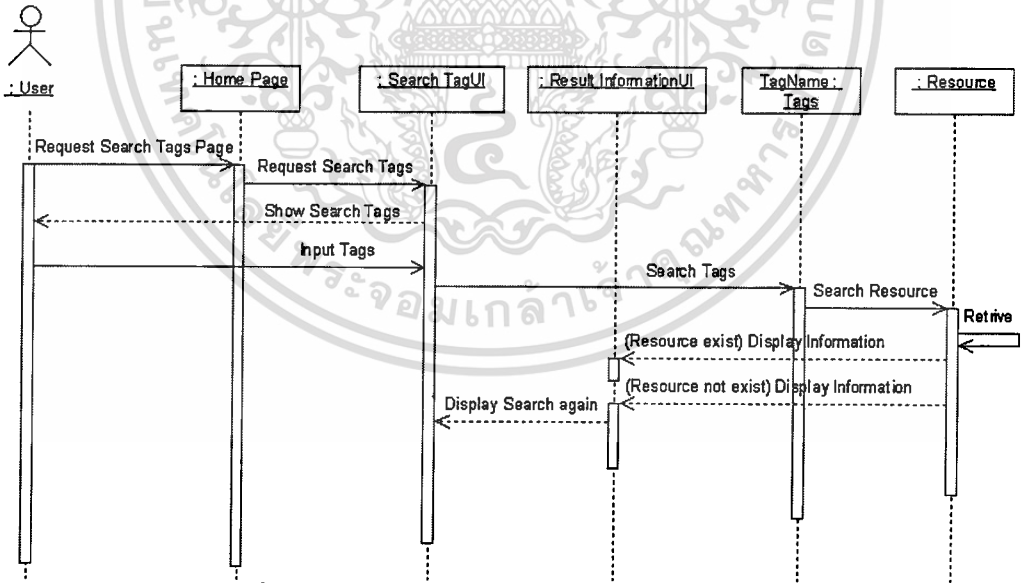 : User
: Home Page
: Search TagUI
: Result InformationUI
TagName :
Tags
: Resource
Request Search Tags Page
Request Search Tags
Show Search Tags
Input Tags
Search Tags
Search Resource
Retrive
(Resource exist) Display Information
(Resource not exist) Display Information
Display Search again